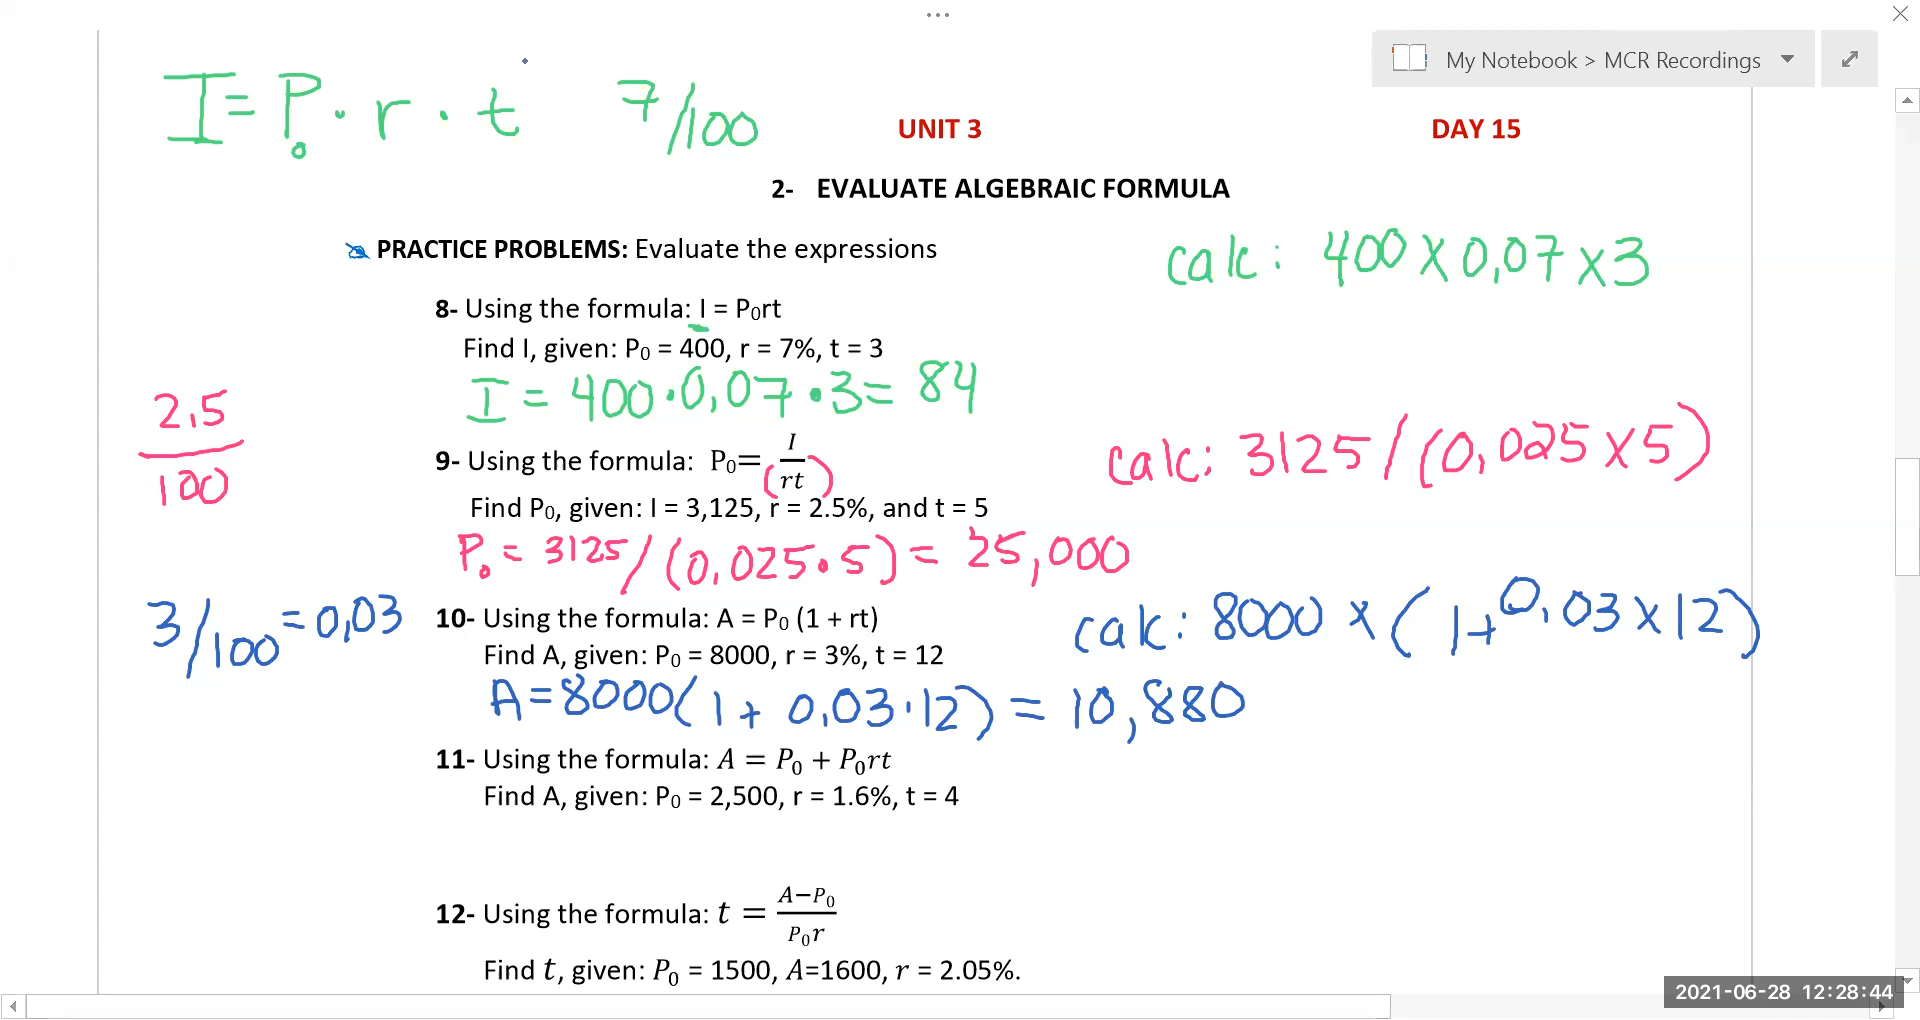 My Notebook > MCR Recordings
I = P₀ · r · t 7/100
UNIT 3 DAY 15
2- EVALUATE ALGEBRAIC FORMULA
PRACTICE PROBLEMS: Evaluate the expressions
calc: 400 x 0,07 x 3
8- Using the formula: I = P₀rt
Find I, given: P₀ = 400, r = 7%, t = 3
I = 400 · 0,07 · 3 = 84
2.5/100
9- Using the formula: P₀= I/(rt)
calc: 3125/(0,025 x 5)
Find P₀, given: I = 3,125, r = 2.5%, and t = 5
P₀ = 3125/(0,025 · 5) = 25,000
3/100 = 0,03
10- Using the formula: A = P₀ (1 + rt)
calc: 8000 x (1 + 0,03 x 12)
Find A, given: P₀ = 8000, r = 3%, t = 12
A = 8000(1 + 0,03 · 12) = 10,880
11- Using the formula: A = P₀ + P₀rt
Find A, given: P₀ = 2,500, r = 1.6%, t = 4
12- Using the formula: t = A−P₀/P₀r
Find t, given: P₀ = 1500, A=1600, r = 2.05%.
2021-06-28 12:28:44